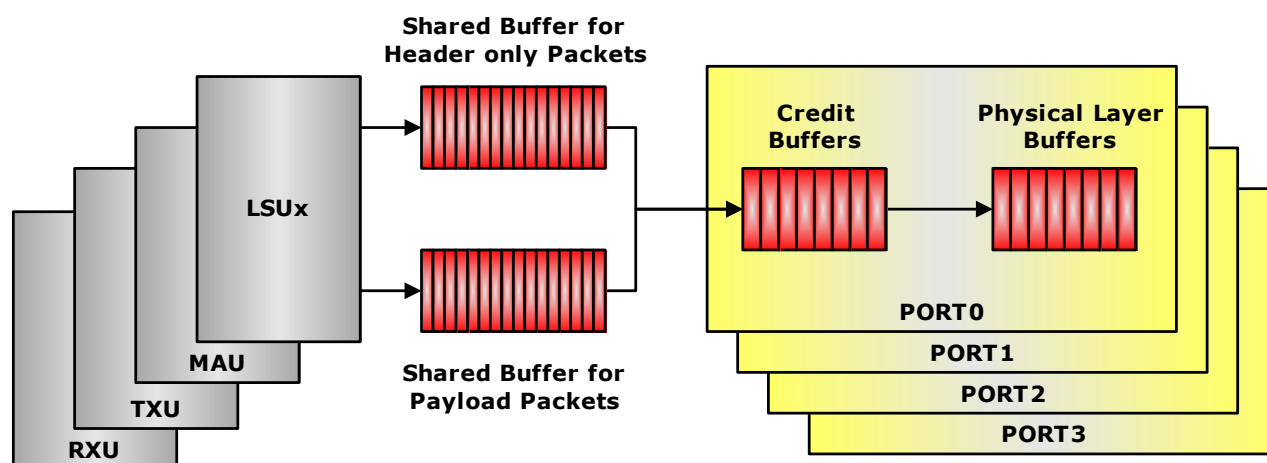 Shared Buffer for
Header only Packets
LSUx
MAU
TXU
RXU
Shared Buffer for
Payload Packets
Credit
Buffers
Physical Layer
Buffers
PORT0
PORT1
PORT2
PORT3